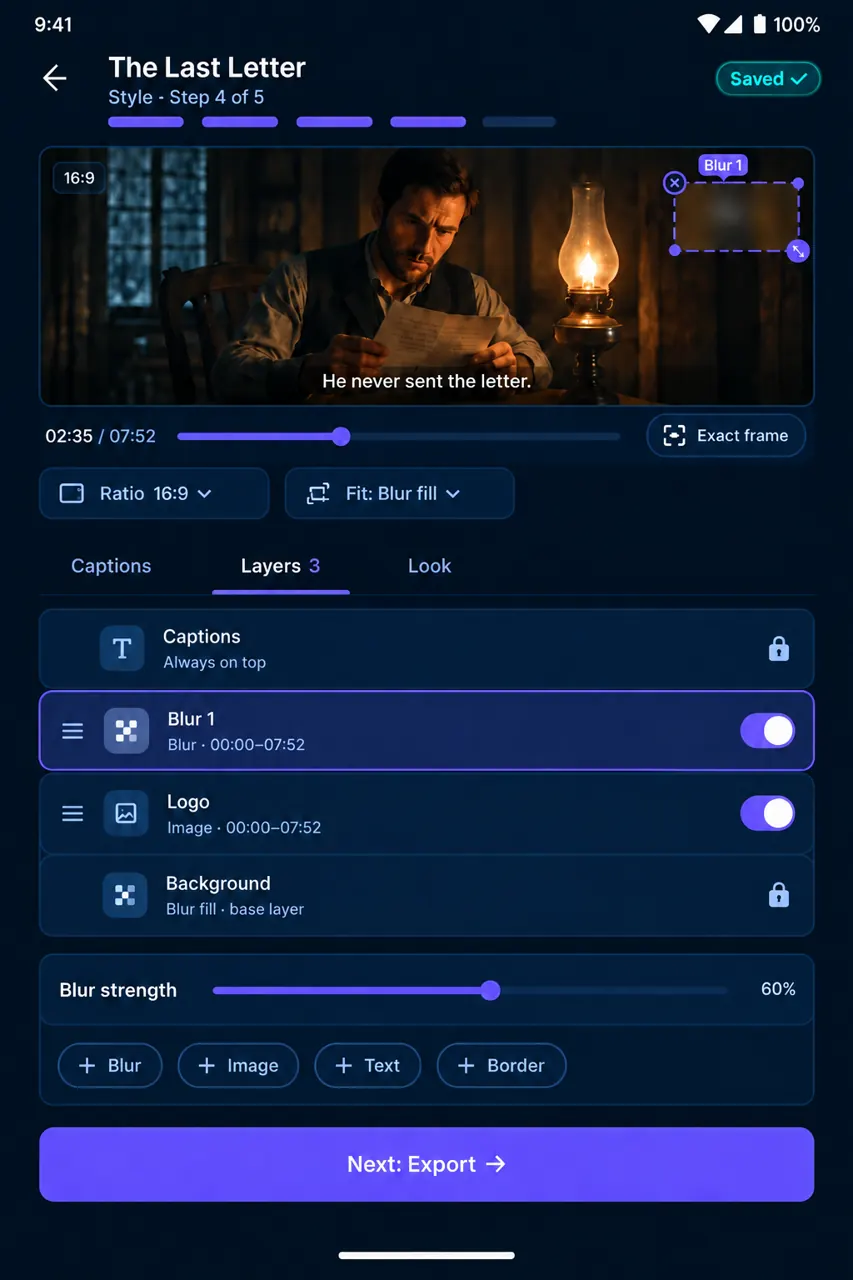 9:41
100%
The Last Letter
Saved
Style - Step 4 of 5
16:9
Blur 1
He never sent the letter.
02:35 / 07:52
Exact frame
Ratio 16:9
Fit: Blur fill
Captions
Layers 3
Look
T
Captions
Always on top
Blur 1
Blur · 00:00–07:52
Logo
Image · 00:00–07:52
Background
Blur fill · base layer
Blur strength
60%
+ Blur
+ Image
+ Text
+ Border
Next: Export →